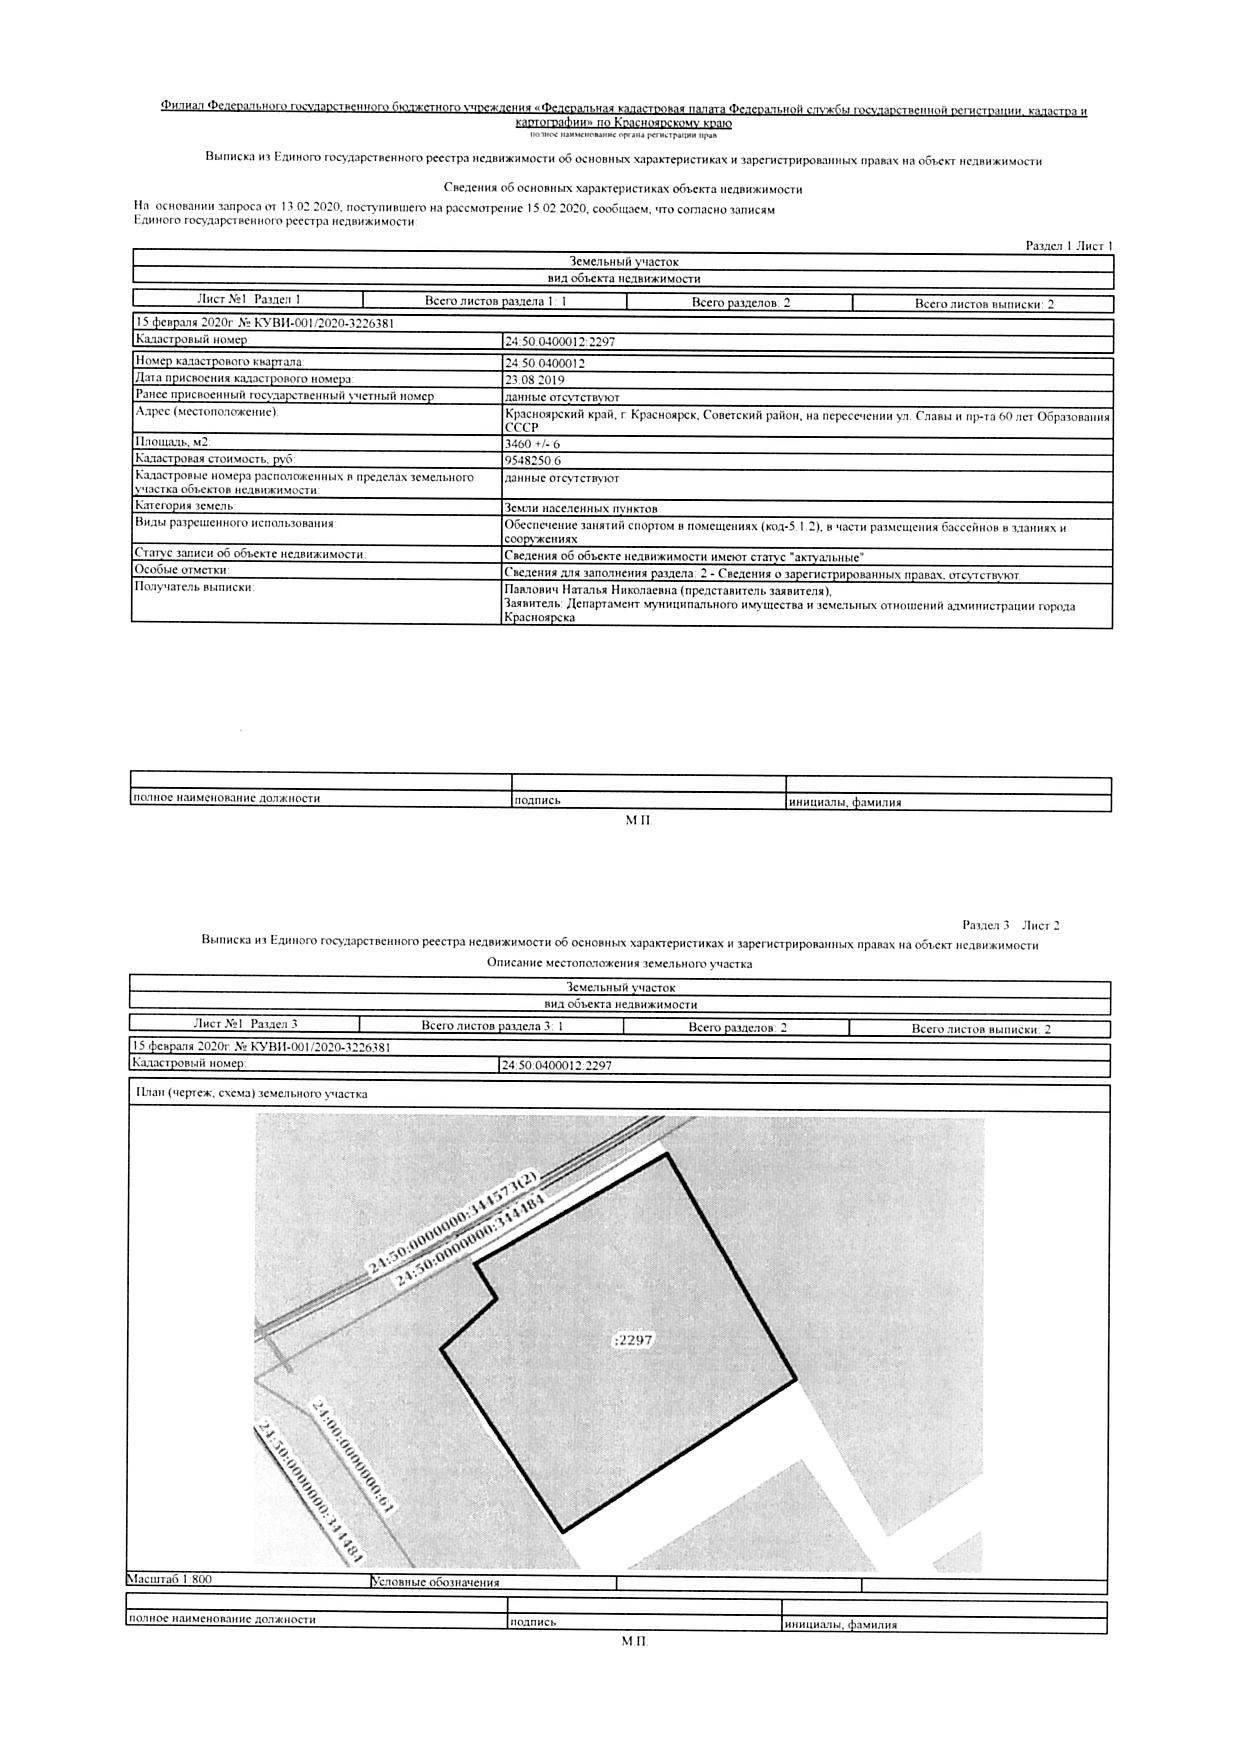 Филиал Федерального государственного бюджетного учреждения «Федеральная кадастровая палата Федеральной службы государственной регистрации, кадастра и
картографии» по Красноярскому краю
полное наименование органа регистрации прав
Выписка из Единого государственного реестра недвижимости об основных характеристиках и зарегистрированных правах на объект недвижимости
Сведения об основных характеристиках объекта недвижимости
На основании запроса от 13.02.2020, поступившего на рассмотрение 15.02.2020, сообщаем, что согласно записям
Единого государственного реестра недвижимости:
Раздел 1 Лист 1
Земельный участок
вид объекта недвижимости
Лист №1 Раздел 1 Всего листов раздела 1: 1 Всего разделов: 2 Всего листов выписки: 2
15 февраля 2020г. № КУВИ-001/2020-3226381
Кадастровый номер: 24:50:0400012:2297
Номер кадастрового квартала: 24:50:0400012
Дата присвоения кадастрового номера: 23.08.2019
Ранее присвоенный государственный учетный номер данные отсутствуют
Адрес (местоположение): Красноярский край, г. Красноярск, Советский район, на пересечении ул. Славы и пр-та 60 лет Образования
СССР
Площадь, м2: 3460 +/- 6
Кадастровая стоимость, руб: 9548250.6
Кадастровые номера расположенных в пределах земельного данные отсутствуют
участка объектов недвижимости:
Категория земель: Земли населенных пунктов
Виды разрешенного использования: Обеспечение занятий спортом в помещениях (код-5.1.2), в части размещения бассейнов в зданиях и
сооружениях
Статус записи об объекте недвижимости: Сведения об объекте недвижимости имеют статус "актуальные"
Особые отметки: Сведения для заполнения раздела: 2 - Сведения о зарегистрированных правах, отсутствуют.
Получатель выписки: Павлович Наталья Николаевна (представитель заявителя),
Заявитель: Департамент муниципального имущества и земельных отношений администрации города
Красноярска
полное наименование должности подпись инициалы, фамилия
М.П.
Раздел 3 Лист 2
Выписка из Единого государственного реестра недвижимости об основных характеристиках и зарегистрированных правах на объект недвижимости
Описание местоположения земельного участка
Земельный участок
вид объекта недвижимости
Лист №1 Раздел 3 Всего листов раздела 3: 1 Всего разделов: 2 Всего листов выписки: 2
15 февраля 2020г. № КУВИ-001/2020-3226381
Кадастровый номер: 24:50:0400012:2297
План (чертеж, схема) земельного участка
24:50:0000000:344573(2)
24:50:0000000:344484
:2297
24:00:0000000:61
24:50:0000000:344484
Масштаб 1:800 Условные обозначения
полное наименование должности подпись инициалы, фамилия
М.П.